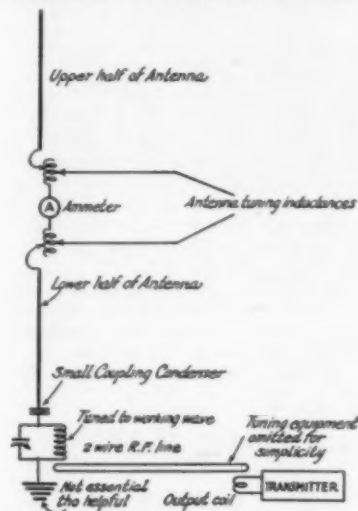 Upper half of Antenna
A
Ammeter
Antenna tuning inductances
Lower half of Antenna
Small Coupling Condenser
Tuned to working wave
2 wire R.F. line
Tuning equipment
omitted for
simplicity
Not essential
tho helpful
Output coil
TRANSMITTER